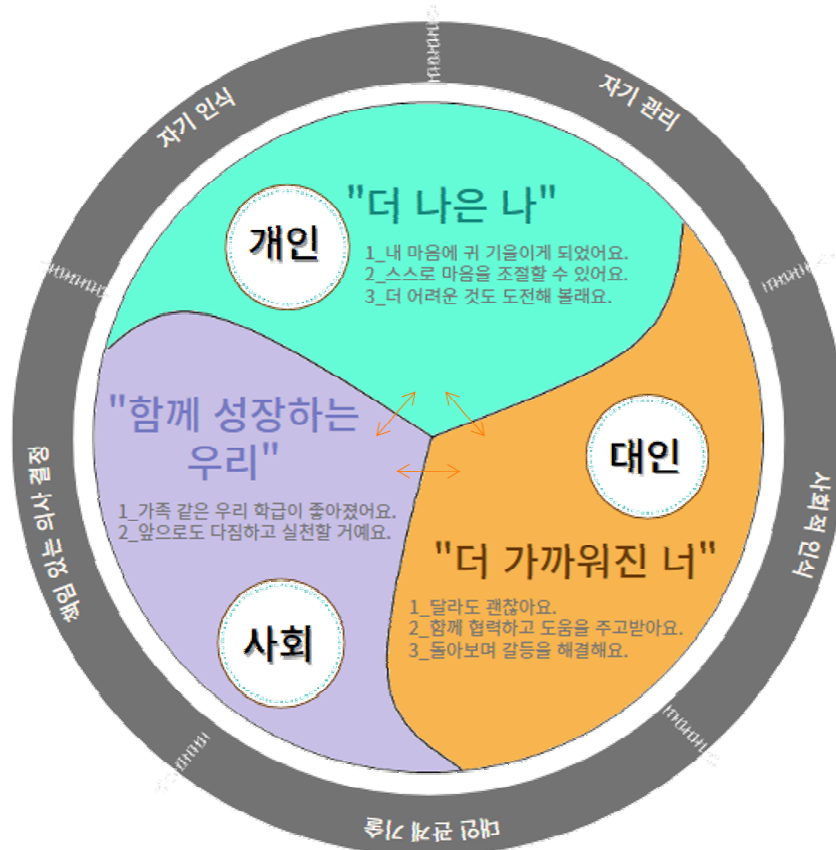 자기 인식
자기 관리
개인
"더 나은 나"
1_내 마음에 귀 기울이게 되었어요.
2_스스로 마음을 조절할 수 있어요.
3_더 어려운 것도 도전해 볼래요.
"함께 성장하는
우리"
1_가족 같은 우리 학급이 좋아졌어요.
2_앞으로도 다짐하고 실천할 거예요.
사회
대인
"더 가까워진 너"
1_달라도 괜찮아요.
2_함께 협력하고 도움을 주고받아요.
3_돌아보며 갈등을 해결해요.
책임 있는 의사 결정
사회적 인식
대인 관계 기술